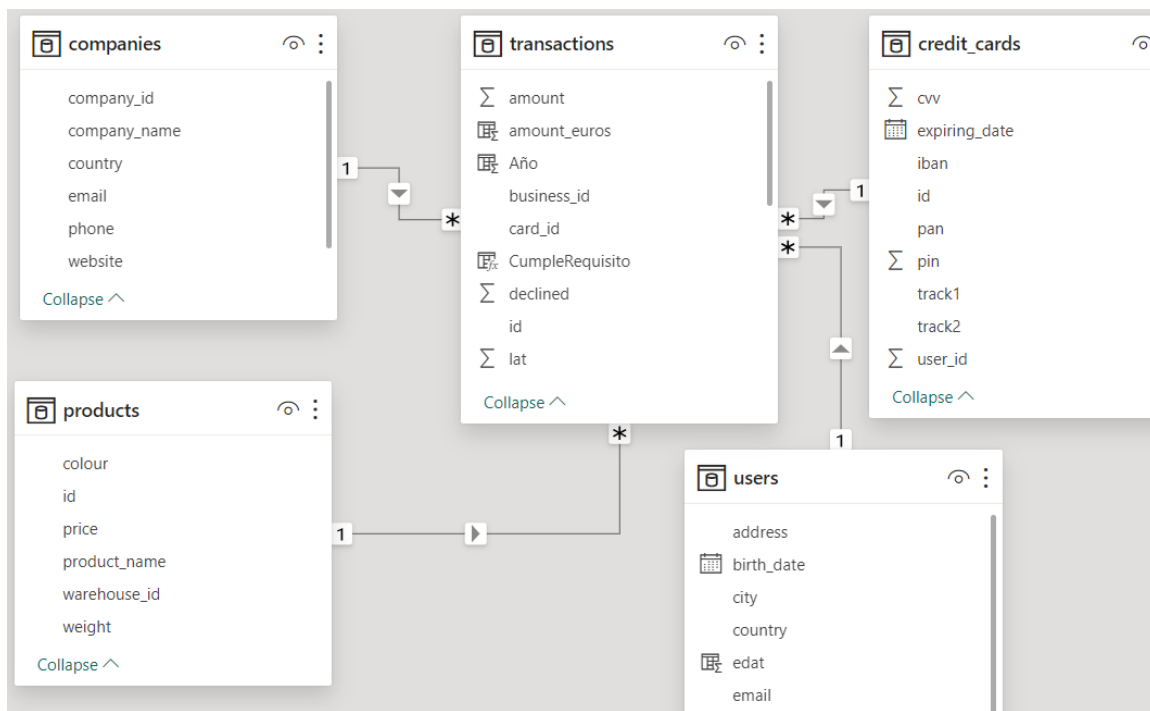 companies
company_id
company_name
country
email
phone
website
Collapse
transactions
Σ amount
amount_euros
Año
business_id
card_id
CumpleRequisito
Σ declined
id
Σ lat
Collapse
credit_cards
Σ cvv
expiring_date
iban
id
pan
Σ pin
track1
track2
Σ user_id
Collapse
1
*
*
1
*
*
1
1
products
colour
id
price
product_name
warehouse_id
weight
Collapse
users
address
birth_date
city
country
edat
email